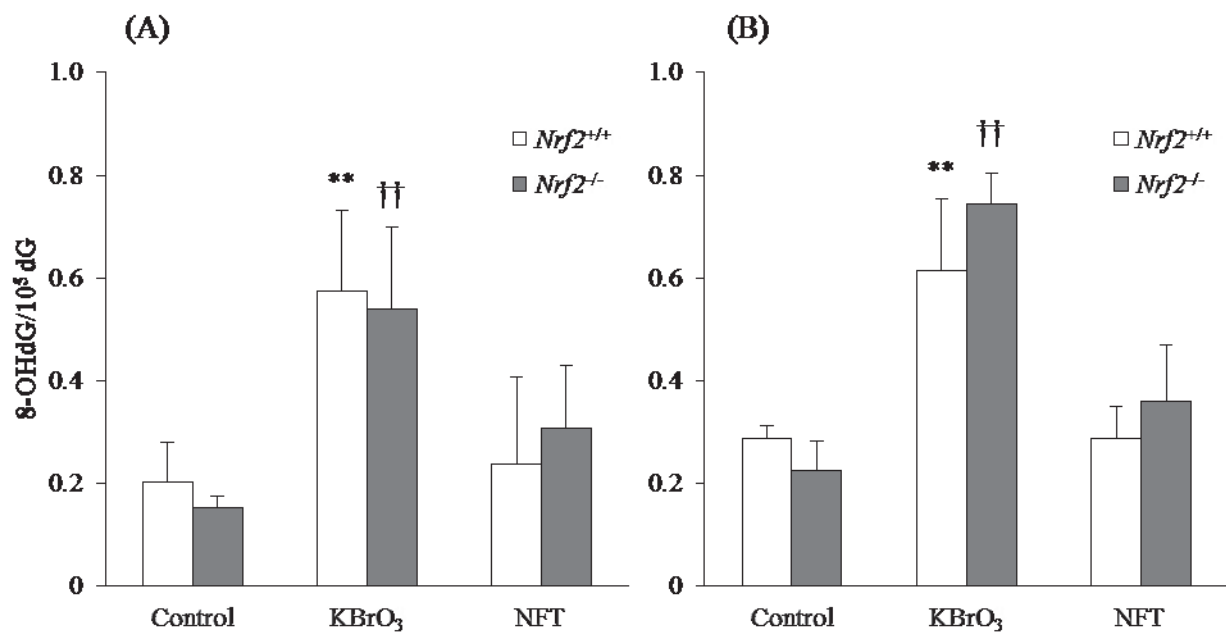 (A)
1.0
0.8
0.6
0.4
0.2
0
8-OHdG/10⁵ dG
Nrf2⁺/⁺
Nrf2⁻/⁻
**
††
Control
KBrO₃
NFT
(B)
1.0
0.8
0.6
0.4
0.2
0
Nrf2⁺/⁺
Nrf2⁻/⁻
**
††
Control
KBrO₃
NFT